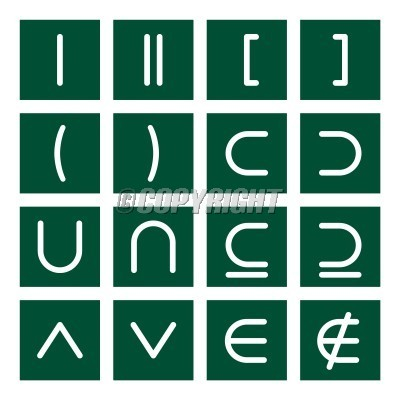 | || [ ]
( ) ⊂ ⊃
©COPYRIGHT
∪ ∩ ⊆ ⊇
∧ ∨ ∈ ∉